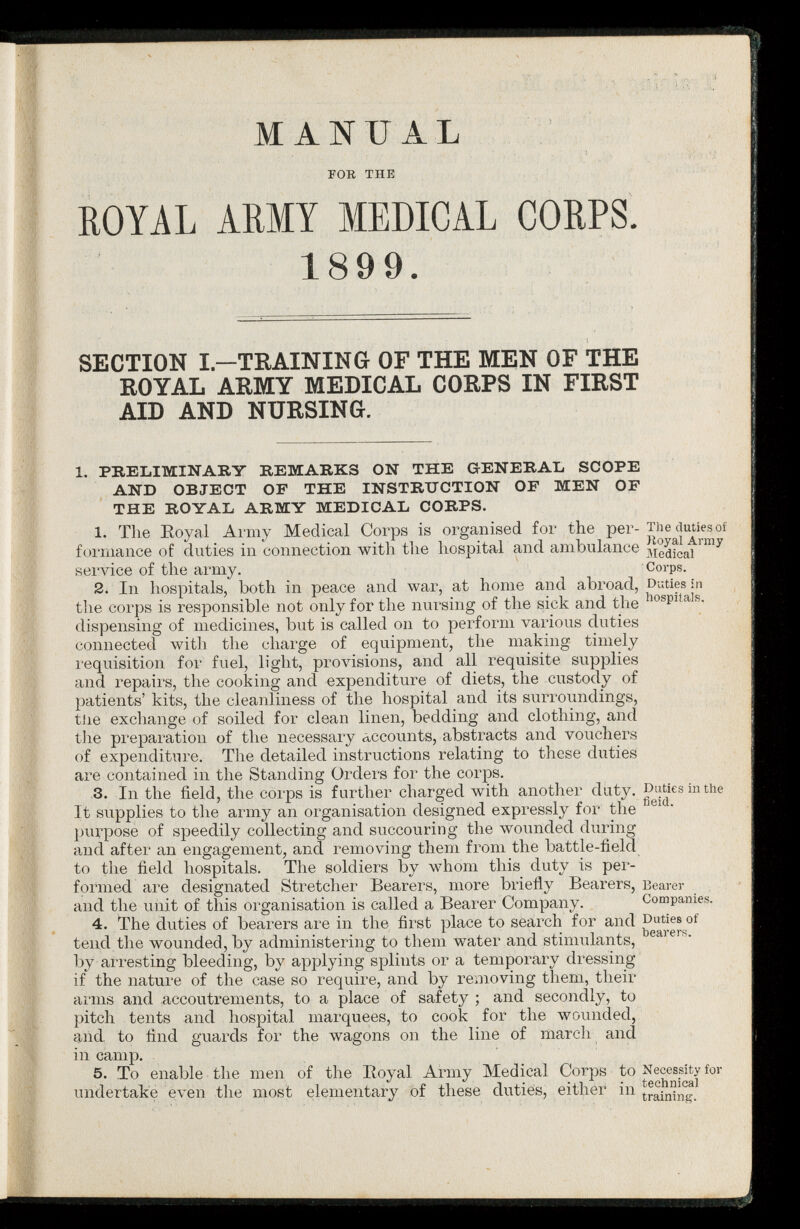 MANUAL
FOR THE
ROYAL ARMY MEDICAL CORPS.
1899.
SECTION I.—TRAINING OF THE MEN OF THE
ROYAL ARMY MEDICAL CORPS IN FIRST
AID AND NURSING.
1. PRELIMINARY REMARKS ON THE GENERAL SCOPE
AND OBJECT OF THE INSTRUCTION OF MEN OF
THE ROYAL ARMY MEDICAL CORPS.
1. The Royal Army Medical Corps is organised for the per-
formance of duties in connection with the hospital and ambulance
service of the army.
The duties of
Royal Army
Medical
Corps.
2. In hospitals, both in peace and war, at home and abroad,
the corps is responsible not only for the nursing of the sick and the
dispensing of medicines, but is called on to perform various duties
connected with the charge of equipment, the making timely
requisition for fuel, light, provisions, and all requisite supplies
and repairs, the cooking and expenditure of diets, the custody of
patients' kits, the cleanliness of the hospital and its surroundings,
the exchange of soiled for clean linen, bedding and clothing, and
the preparation of the necessary accounts, abstracts and vouchers
of expenditure. The detailed instructions relating to these duties
are contained in the Standing Orders for the corps.
Duties in
hospitals.
3. In the field, the corps is further charged with another duty.
It supplies to the army an organisation designed expressly for the
purpose of speedily collecting and succouring the wounded during
and after an engagement, and removing them from the battle-field
to the field hospitals. The soldiers by whom this duty is per-
formed are designated Stretcher Bearers, more briefly Bearers,
and the unit of this organisation is called a Bearer Company.
Duties in the
field.
Bearer
Companies.
4. The duties of bearers are in the first place to search for and
tend the wounded, by administering to them water and stimulants,
by arresting bleeding, by applying splints or a temporary dressing
if the nature of the case so require, and by removing them, their
arms and accoutrements, to a place of safety ; and secondly, to
pitch tents and hospital marquees, to cook for the wounded,
and to find guards for the wagons on the line of march and
in camp.
Duties of
bearers.
5. To enable the men of the Royal Army Medical Corps to
undertake even the most elementary of these duties, either in
Necessity for
technical
training.